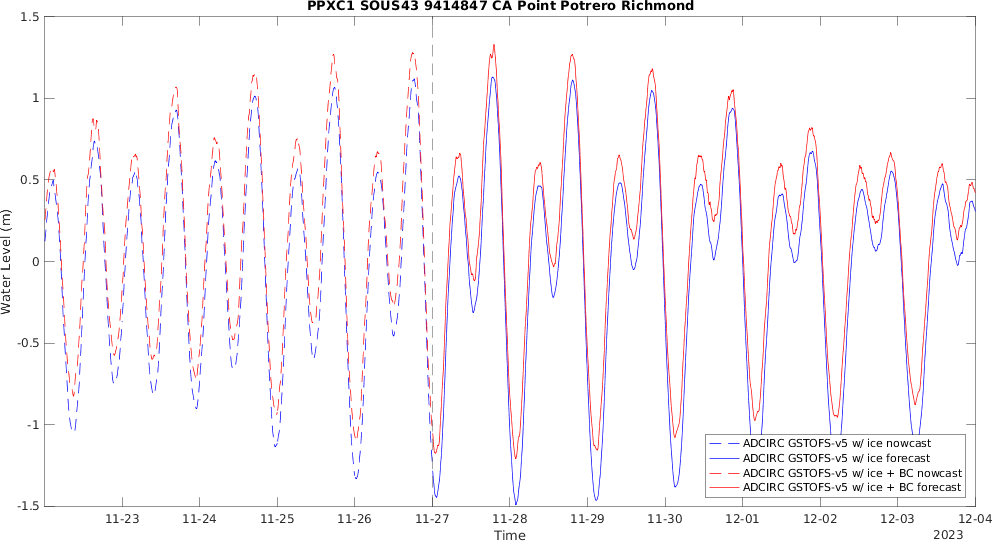 PPXC1 SOUS43 9414847 CA Point Potrero Richmond
1.5
1
0.5
0
-0.5
-1
-1.5
Water Level (m)
ADCIRC GSTOFS-v5 w/ ice nowcast
ADCIRC GSTOFS-v5 w/ ice forecast
ADCIRC GSTOFS-v5 w/ ice + BC nowcast
ADCIRC GSTOFS-v5 w/ ice + BC forecast
11-23 11-24 11-25 11-26 11-27 11-28 11-29 11-30 12-01 12-02 12-03 12-04
Time
2023